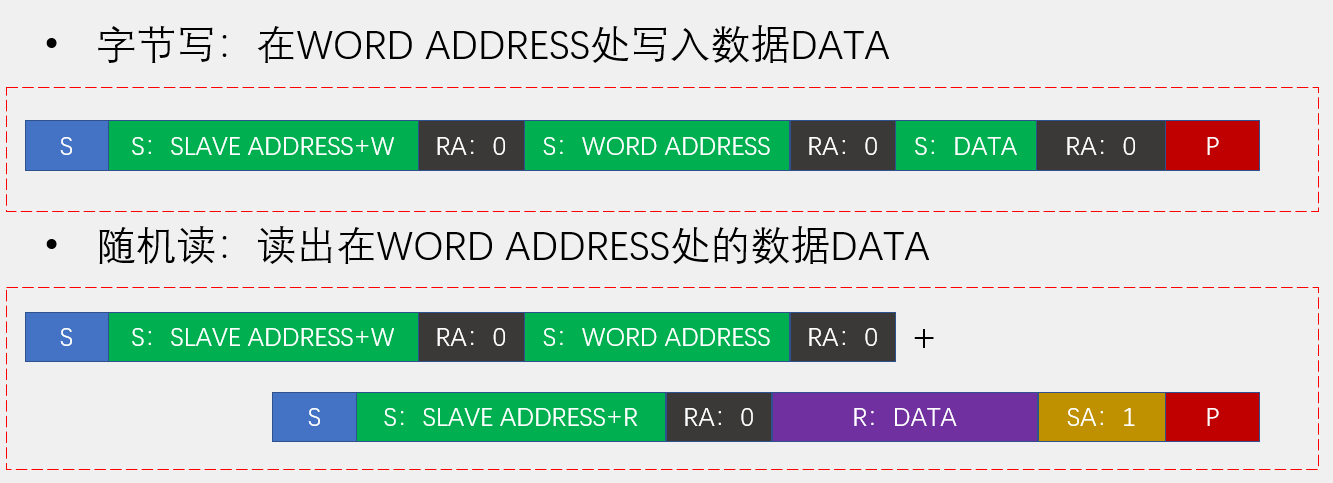 • 字节写：在WORD ADDRESS处写入数据DATA
S S：SLAVE ADDRESS+W RA：0 S：WORD ADDRESS RA：0 S：DATA RA：0 P
• 随机读：读出在WORD ADDRESS处的数据DATA
S S：SLAVE ADDRESS+W RA：0 S：WORD ADDRESS RA：0 +
S S：SLAVE ADDRESS+R RA：0 R：DATA SA：1 P